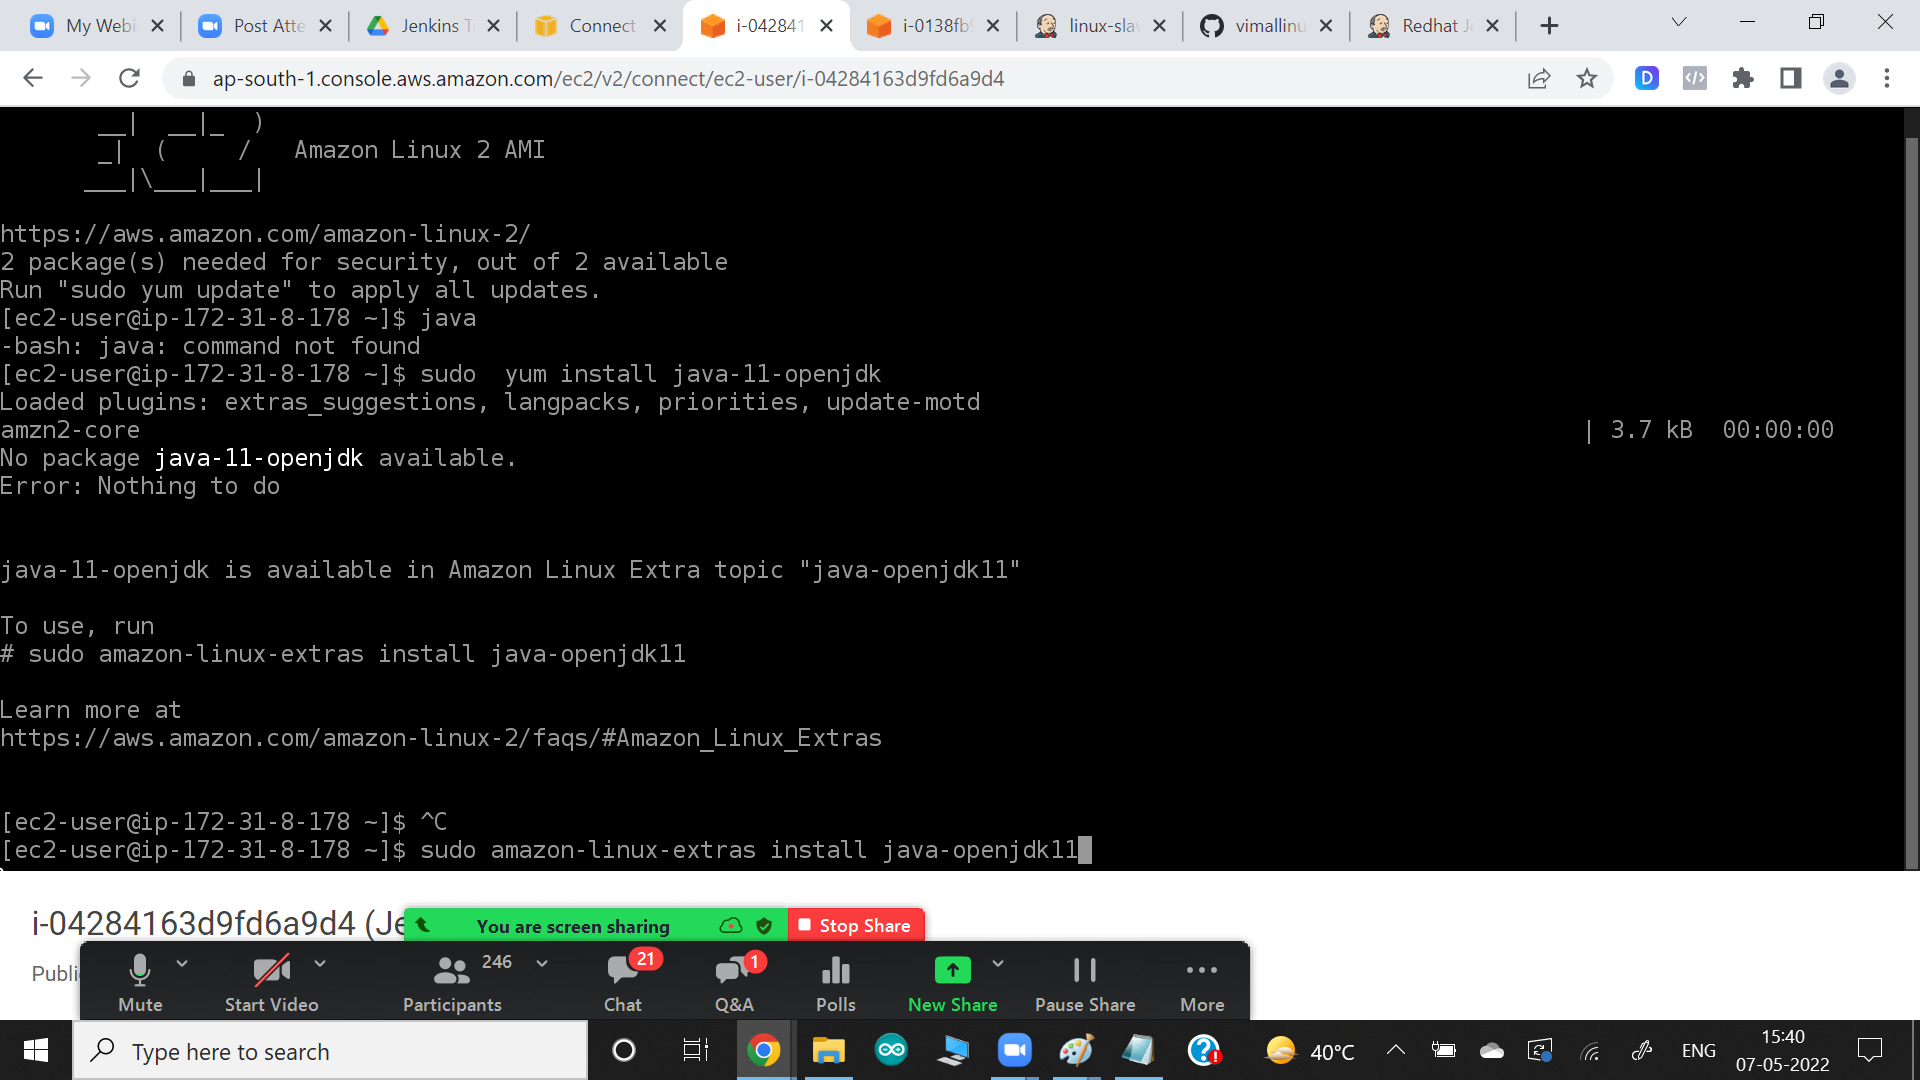 My Webi
Post Atte
Jenkins T
Connect
i-042841
i-0138fb9
linux-slav
vimallinu
Redhat Je
ap-south-1.console.aws.amazon.com/ec2/v2/connect/ec2-user/i-04284163d9fd6a9d4
__|  __|_  )
_|  (     /   Amazon Linux 2 AMI
___|\___|___|
https://aws.amazon.com/amazon-linux-2/
2 package(s) needed for security, out of 2 available
Run "sudo yum update" to apply all updates.
[ec2-user@ip-172-31-8-178 ~]$ java
-bash: java: command not found
[ec2-user@ip-172-31-8-178 ~]$ sudo  yum install java-11-openjdk
Loaded plugins: extras_suggestions, langpacks, priorities, update-motd
amzn2-core | 3.7 kB  00:00:00
No package java-11-openjdk available.
Error: Nothing to do
java-11-openjdk is available in Amazon Linux Extra topic "java-openjdk11"
To use, run
# sudo amazon-linux-extras install java-openjdk11
Learn more at
https://aws.amazon.com/amazon-linux-2/faqs/#Amazon_Linux_Extras
[ec2-user@ip-172-31-8-178 ~]$ ^C
[ec2-user@ip-172-31-8-178 ~]$ sudo amazon-linux-extras install java-openjdk11
i-04284163d9fd6a9d4 (Je
You are screen sharing
Stop Share
Publi
246
21
1
Mute
Start Video
Participants
Chat
Q&A
Polls
New Share
Pause Share
More
Type here to search
40°C
ENG
15:40
07-05-2022